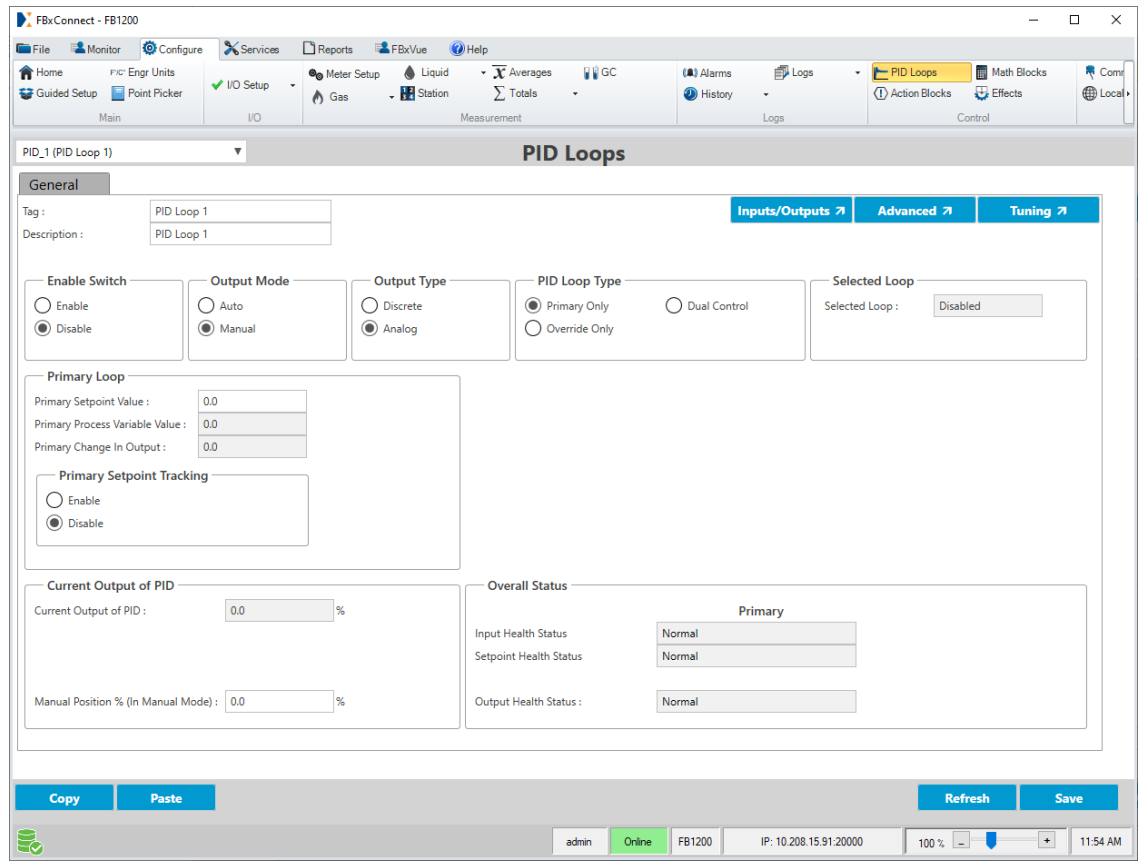 FBxConnect - FB1200
File Monitor Configure Services Reports FBxVue Help
Home Engr Units I/O Setup Meter Setup Liquid Averages GC Alarms Logs PID Loops Math Blocks
Guided Setup Point Picker Gas Station Totals History Action Blocks Effects Local
Main I/O Measurement Logs Control
PID_1 (PID Loop 1) PID Loops
General
Tag : PID Loop 1 Inputs/Outputs Advanced Tuning
Description : PID Loop 1
Enable Switch Output Mode Output Type PID Loop Type Selected Loop
Enable Auto Discrete Primary Only Dual Control Selected Loop : Disabled
Disable Manual Analog Override Only
Primary Loop
Primary Setpoint Value : 0.0
Primary Process Variable Value : 0.0
Primary Change In Output : 0.0
Primary Setpoint Tracking
Enable
Disable
Current Output of PID Overall Status
Current Output of PID : 0.0 % Primary
Input Health Status Normal
Setpoint Health Status Normal
Manual Position % (In Manual Mode) : 0.0 % Output Health Status : Normal
Copy Paste Refresh Save
admin Online FB1200 IP: 10.208.15.91:20000 100 % - + 11:54 AM